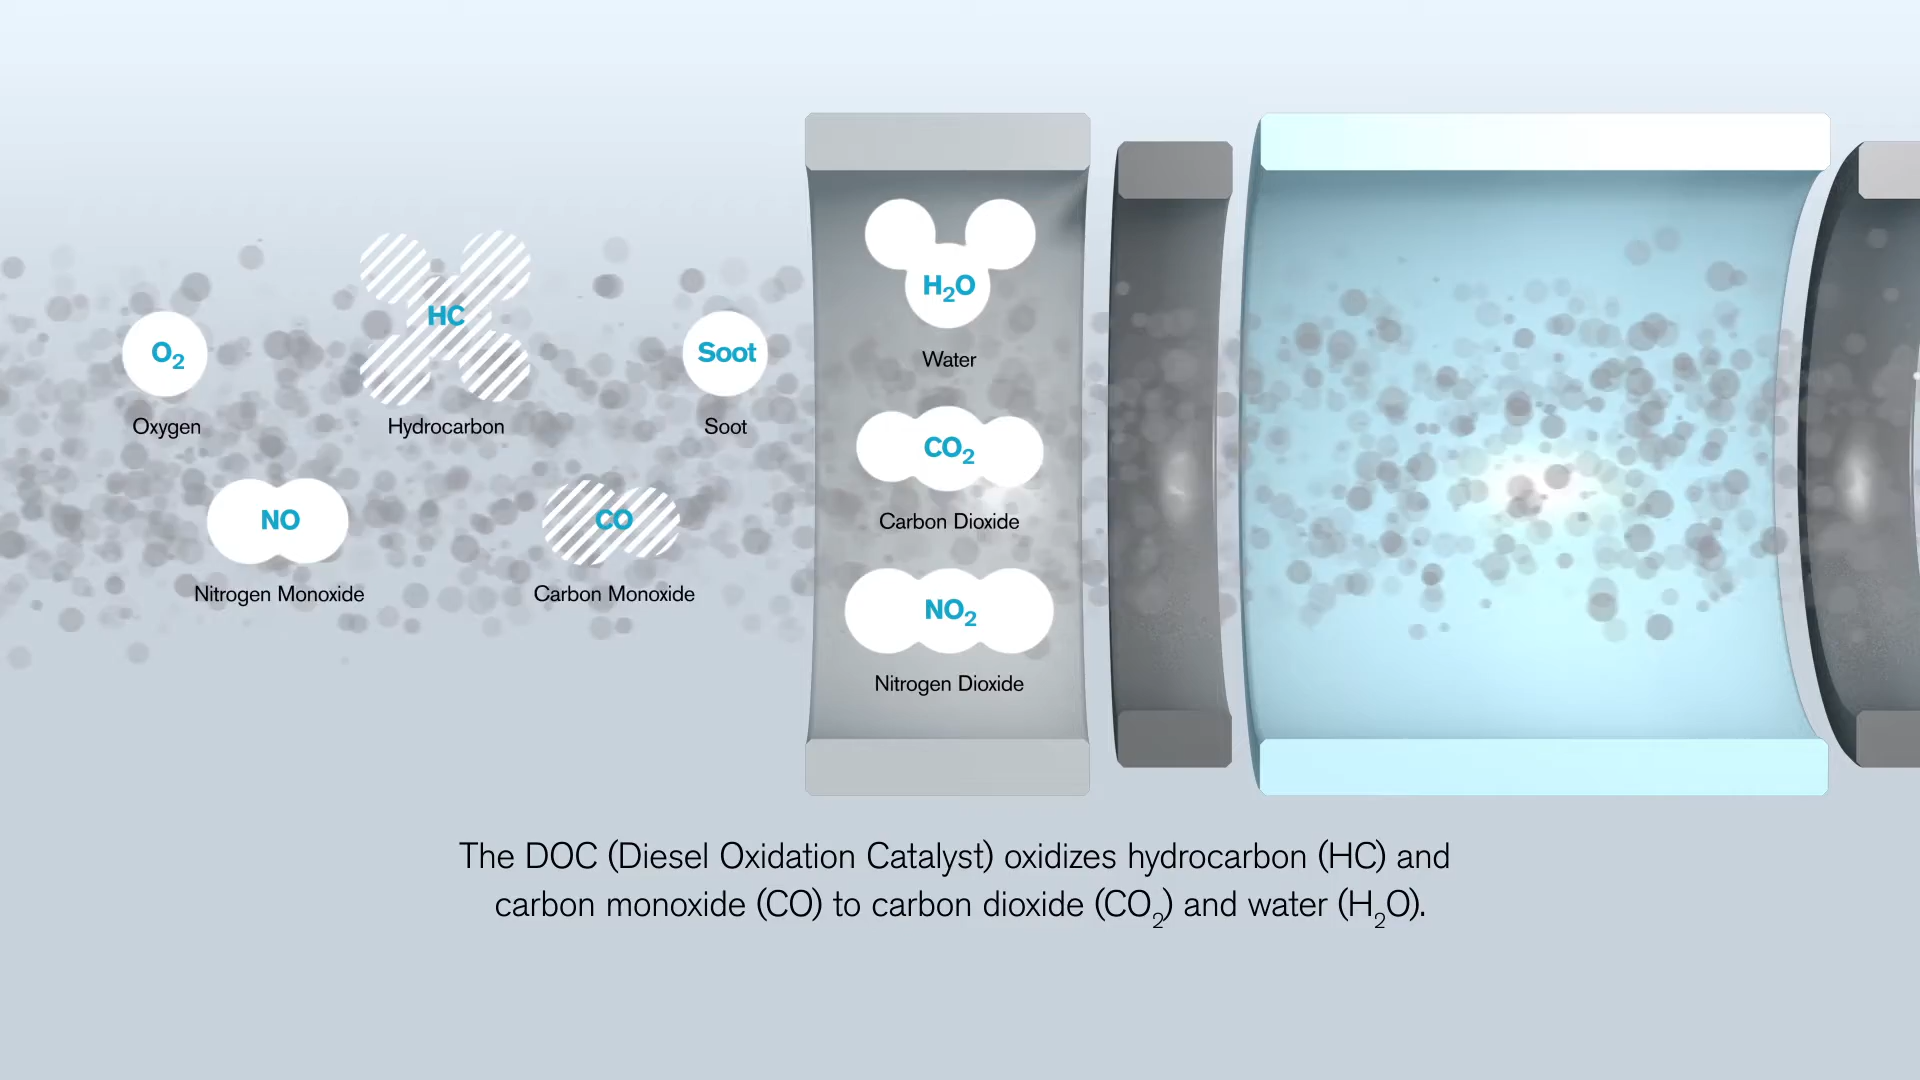 O₂
Oxygen
HC
Hydrocarbon
Soot
Soot
NO
Nitrogen Monoxide
CO
Carbon Monoxide
H₂O
Water
CO₂
Carbon Dioxide
NO₂
Nitrogen Dioxide
The DOC (Diesel Oxidation Catalyst) oxidizes hydrocarbon (HC) and
carbon monoxide (CO) to carbon dioxide (CO₂) and water (H₂O).